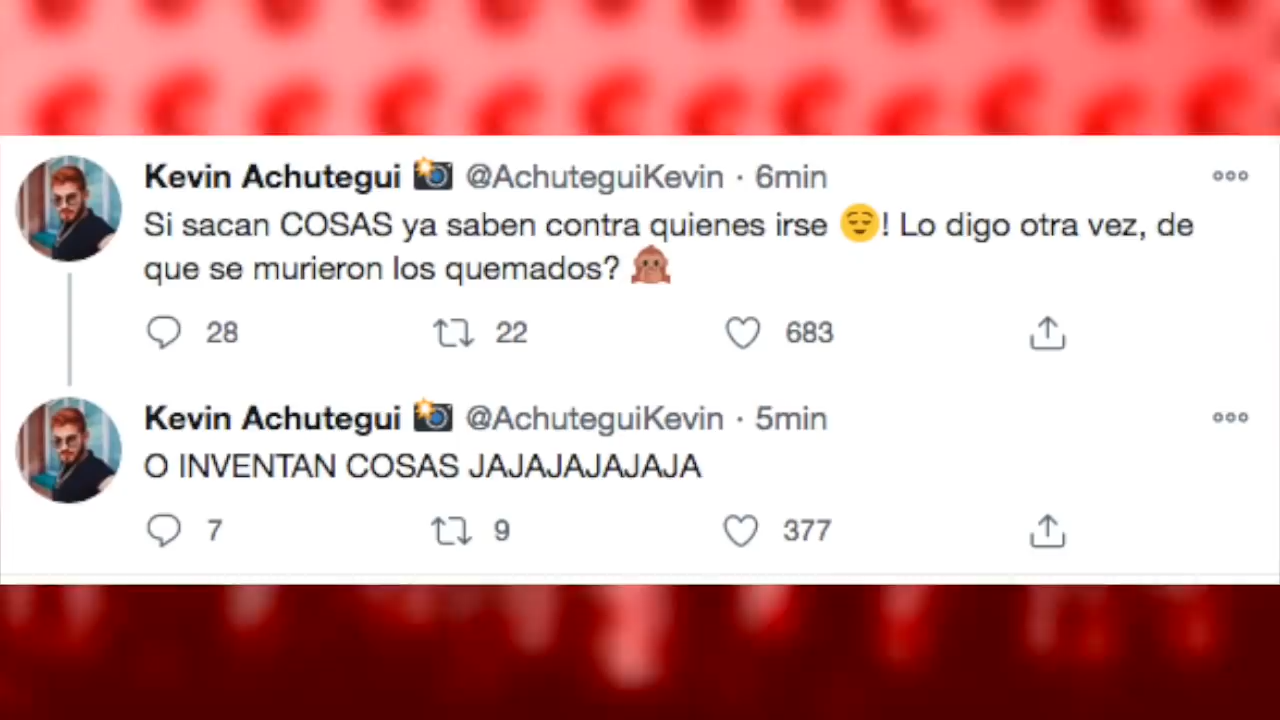 Kevin Achutegui 📸 @AchuteguiKevin · 6min
Si sacan COSAS ya saben contra quienes irse 😌! Lo digo otra vez, de
que se murieron los quemados? 🙊
28 22 683
Kevin Achutegui 📸 @AchuteguiKevin · 5min
O INVENTAN COSAS JAJAJAJAJAJA
7 9 377